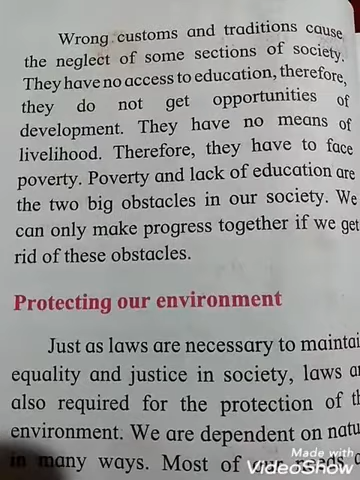 Wrong customs and traditions cause
the neglect of some sections of society.
They have no access to education, therefore,
they do not get opportunities of
development. They have no means of
livelihood. Therefore, they have to face
poverty. Poverty and lack of education are
the two big obstacles in our society. We
can only make progress together if we get
rid of these obstacles.
Protecting our environment
Just as laws are necessary to maintai
equality and justice in society, laws a
also required for the protection of th
environment. We are dependent on natu
in many ways. Most of our needs
Made with
VideoShow